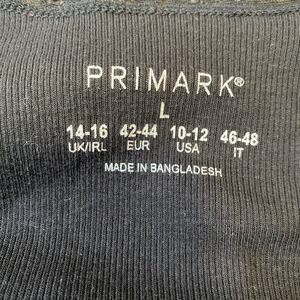 PRIMARK®
L
14-16 42-44 10-12 46-48
UK/IRL EUR USA IT
MADE IN BANGLADESH